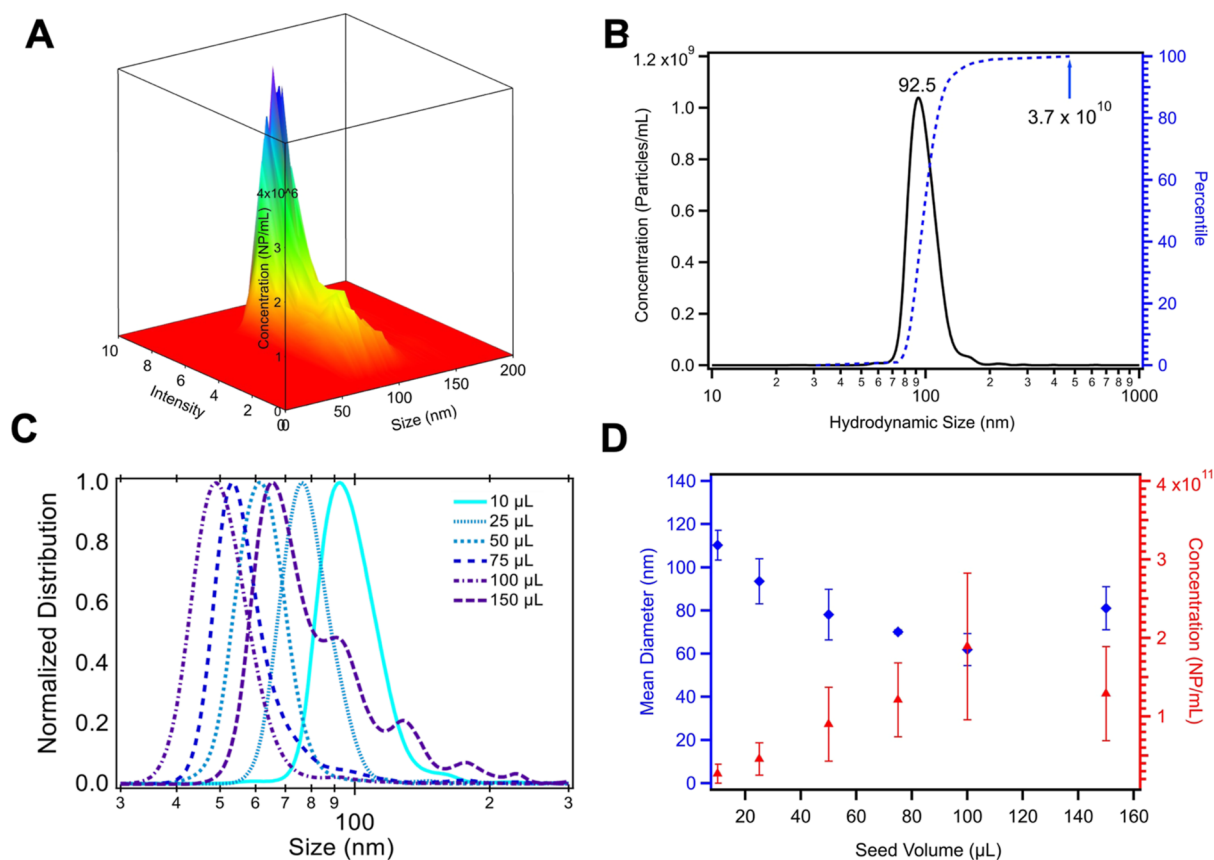 A
4x10^6
3
2
1
Concentration (NP/mL)
10
8
6
4
2
0
Intensity
0
50
100
150
200
Size (nm)
B
1.2 x10⁹
1.0
0.8
0.6
0.4
0.2
0.0
Concentration (Particles/mL)
92.5
3.7 x 10¹⁰
100
80
60
40
20
0
Percentile
10 2 3 4 5 6 7 8 9 100 2 3 4 5 6 7 8 9 1000
Hydrodynamic Size (nm)
C
1.0
0.8
0.6
0.4
0.2
0.0
Normalized Distribution
10 µL
25 µL
50 µL
75 µL
100 µL
150 µL
3 4 5 6 7 8 9 100 2 3
Size (nm)
D
140
120
100
80
60
40
20
0
Mean Diameter (nm)
4 x10¹¹
3
2
1
Concentration (NP/mL)
20 40 60 80 100 120 140 160
Seed Volume (µL)